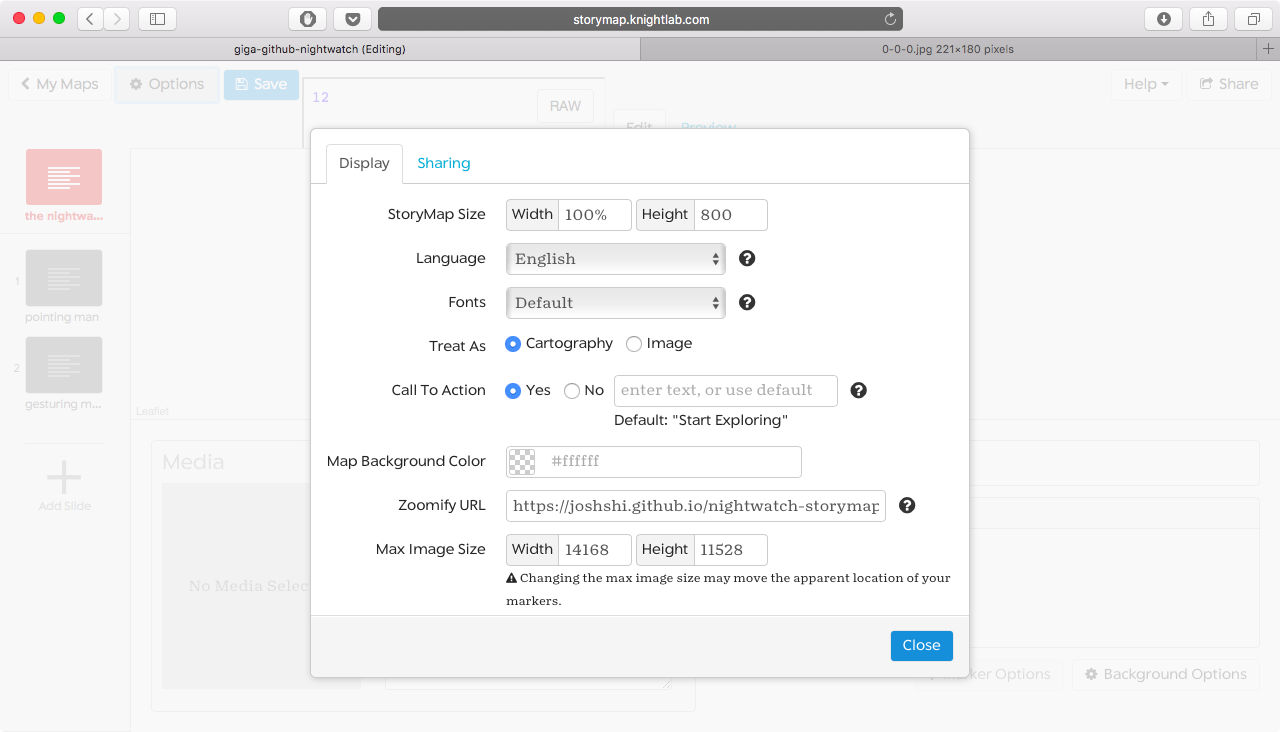 storymap.knightlab.com
giga-github-nightwatch (Editing)
0-0-0.jpg 221×180 pixels
My Maps
Options
Save
12
RAW
Edit
Preview
Help
Share
Display
Sharing
the nightwa...
1
pointing man
2
gesturing m...
Add Slide
Leaflet
Media
No Media Selec
StoryMap Size
Width 100% Height 800
Language
English
Fonts
Default
Treat As
Cartography Image
Call To Action
Yes No enter text, or use default
Default: "Start Exploring"
Map Background Color
#ffffff
Zoomify URL
https://joshshi.github.io/nightwatch-storymap
Max Image Size
Width 14168 Height 11528
Changing the max image size may move the apparent location of your
markers.
Close
Marker Options
Background Options